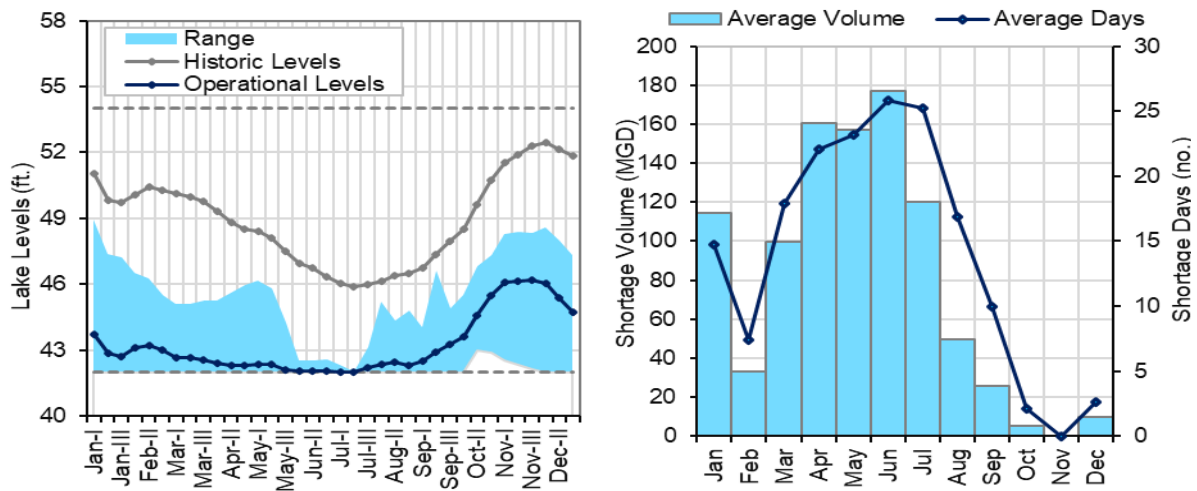 58
55
52
49
46
43
40
Lake Levels (ft.)
Range
Historic Levels
Operational Levels
Jan-I
Jan-III
Feb-II
Mar-I
Mar-III
Apr-II
May-I
May-III
Jun-II
Jul-I
Jul-III
Aug-II
Sep-I
Sep-III
Oct-II
Nov-I
Nov-III
Dec-II
Average Volume
Average Days
200
180
160
140
120
100
80
60
40
20
0
Shortage Volume (MGD)
30
25
20
15
10
5
0
Shortage Days (no.)
Jan
Feb
Mar
Apr
May
Jun
Jul
Aug
Sep
Oct
Nov
Dec